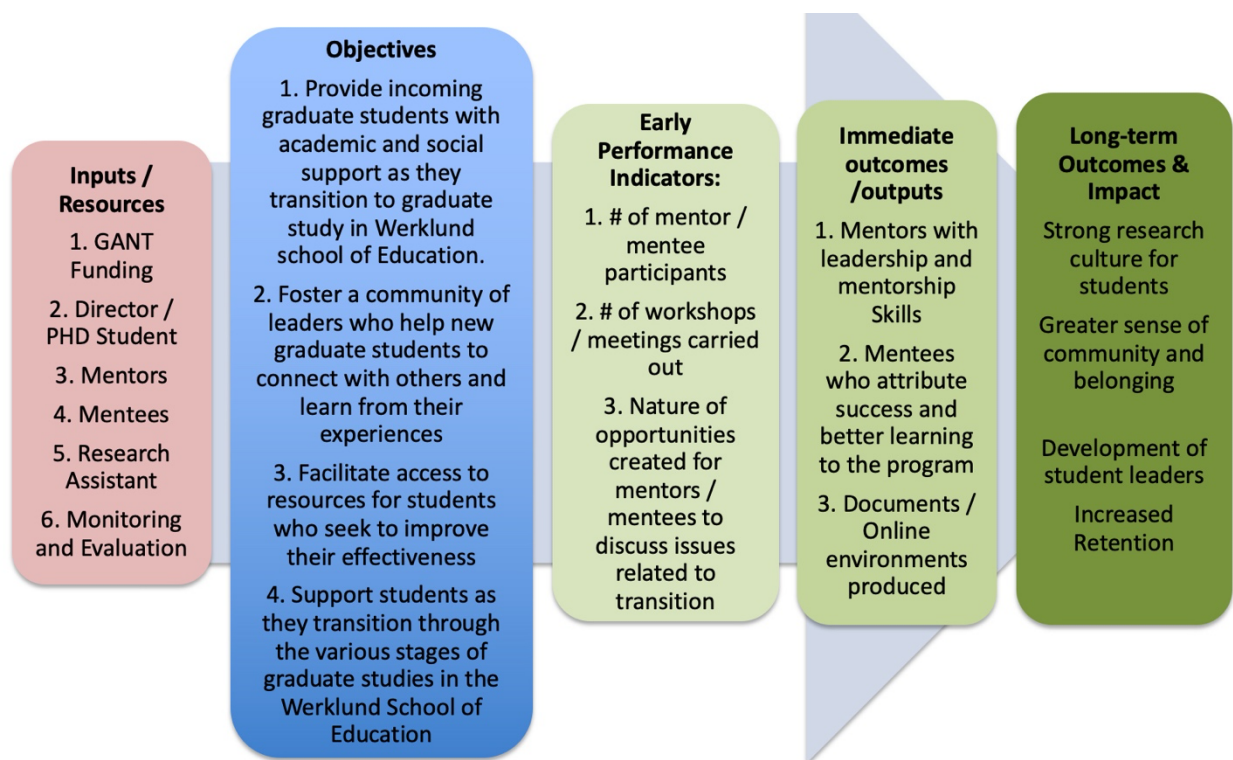 Inputs /
Resources
1. GANT
Funding
2. Director /
PHD Student
3. Mentors
4. Mentees
5. Research
Assistant
6. Monitoring
and Evaluation
Objectives
1. Provide incoming
graduate students with
academic and social
support as they
transition to graduate
study in Werklund
school of Education.
2. Foster a community of
leaders who help new
graduate students to
connect with others and
learn from their
experiences
3. Facilitate access to
resources for students
who seek to improve
their effectiveness
4. Support students as
they transition through
the various stages of
graduate studies in the
Werklund School of
Education
Early
Performance
Indicators:
1. # of mentor /
mentee
participants
2. # of workshops
/ meetings carried
out
3. Nature of
opportunities
created for
mentors /
mentees to
discuss issues
related to
transition
Immediate
outcomes
/outputs
1. Mentors with
leadership and
mentorship
Skills
2. Mentees
who attribute
success and
better learning
to the program
3. Documents /
Online
environments
produced
Long-term
Outcomes &
Impact
Strong research
culture for
students
Greater sense of
community and
belonging
Development of
student leaders
Increased
Retention